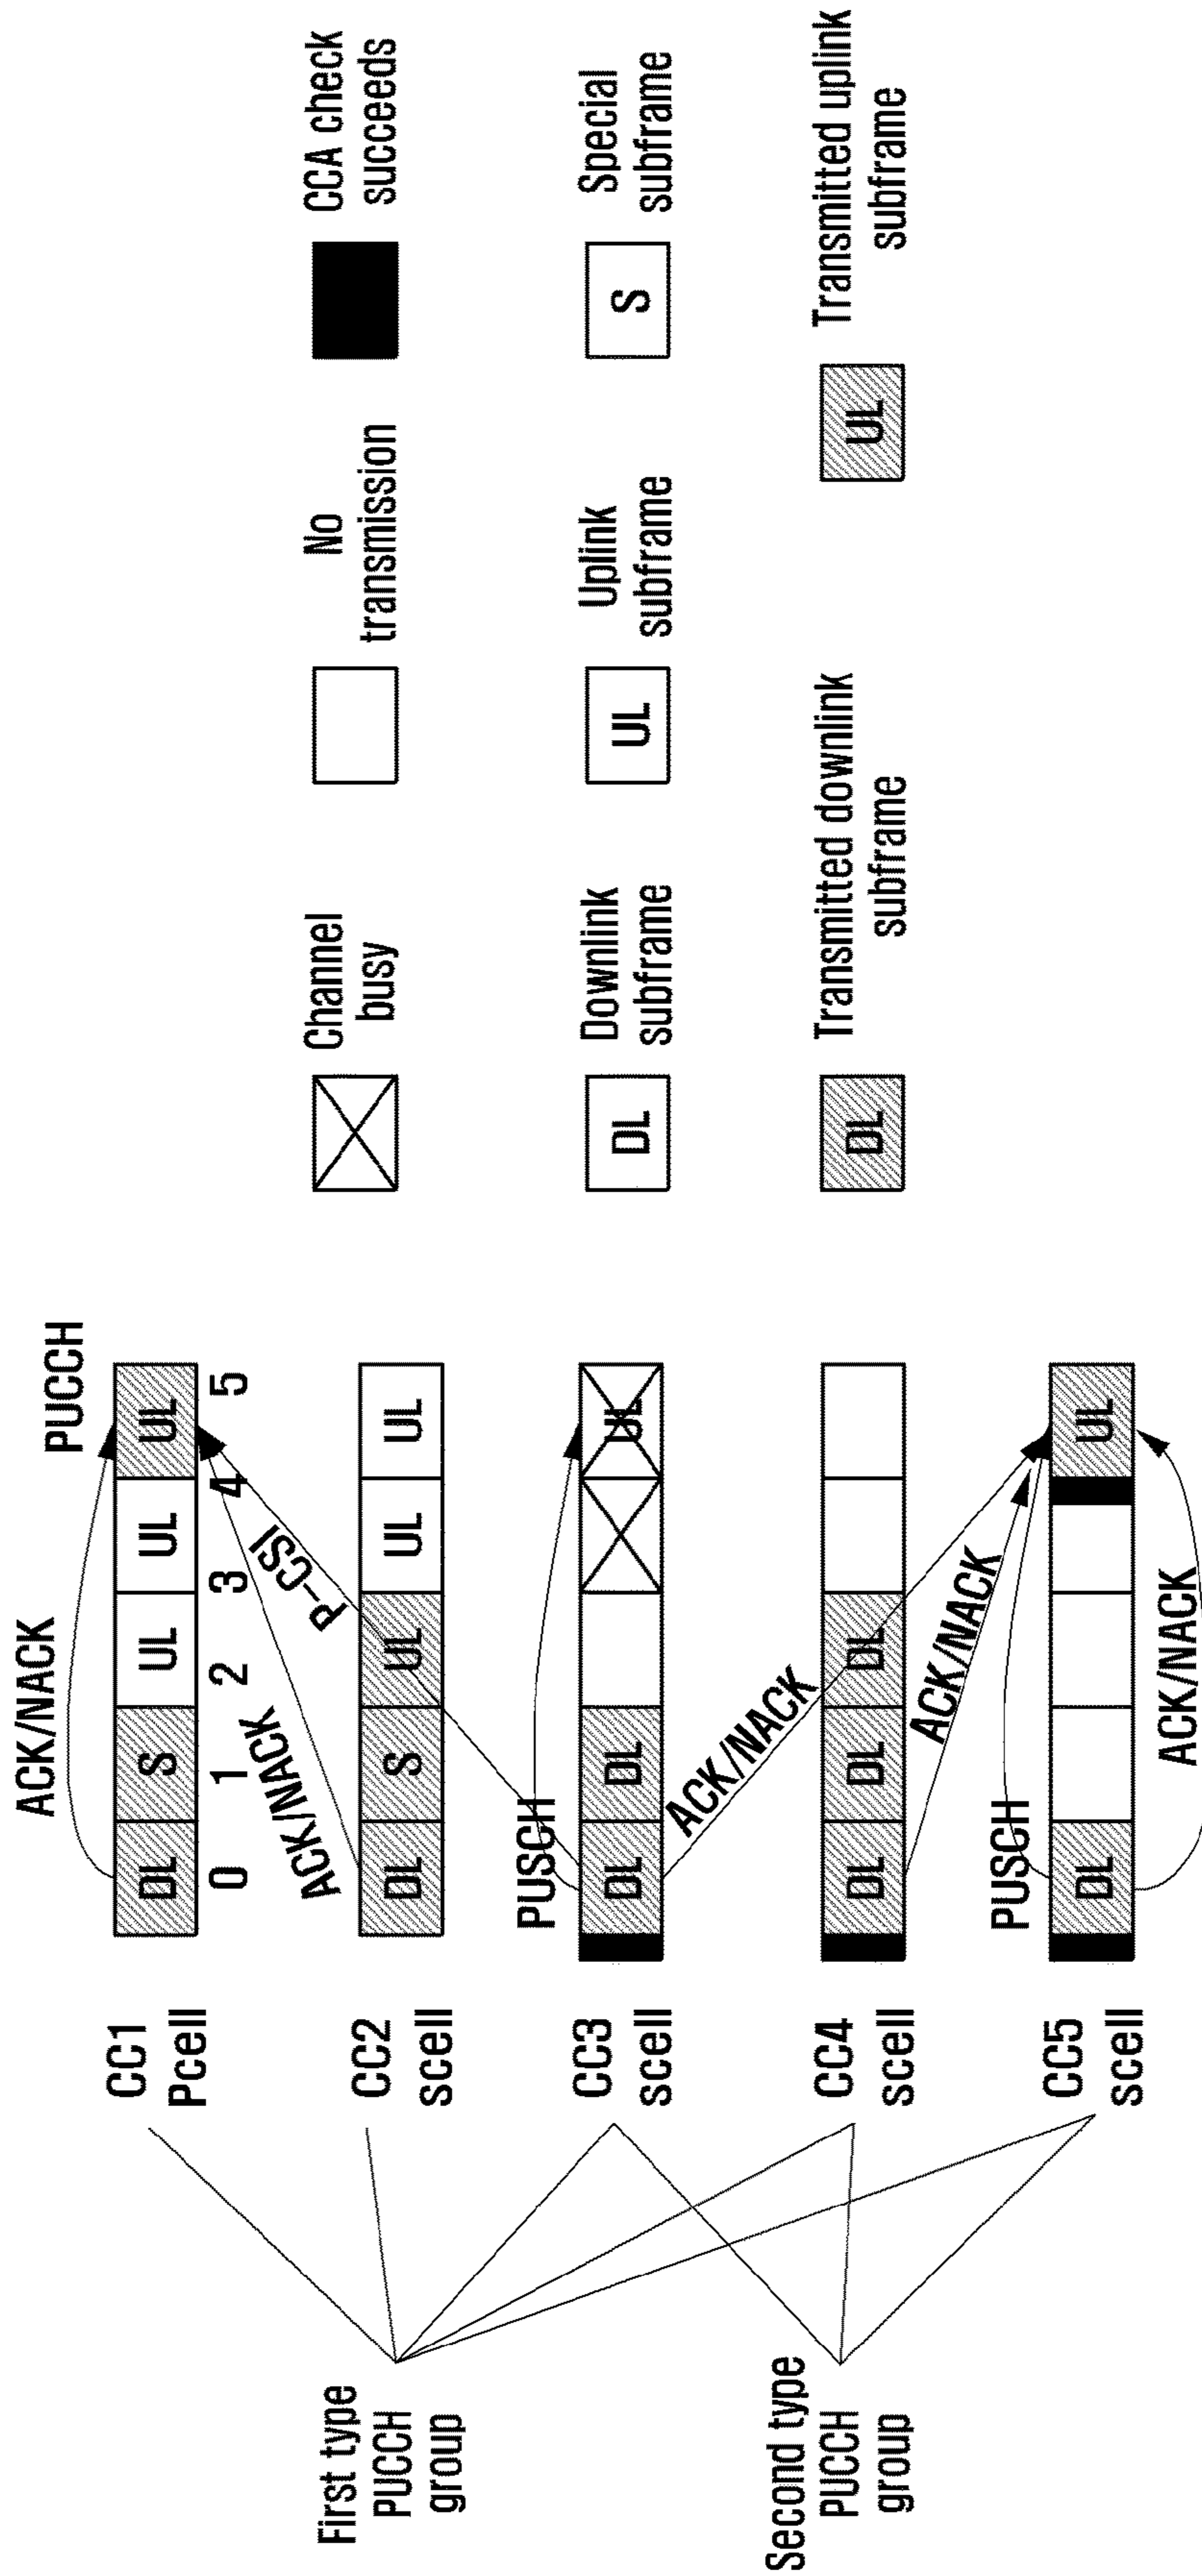 ACK/NACK
PUCCH
CC1
Pcell
DL
S
UL
UL
UL
0
1
2
3
4
5
ACK/NACK
P-CSI
First type
PUCCH
group
CC2
scell
DL
S
UL
UL
UL
PUSCH
CC3
scell
DL
DL
UL
ACK/NACK
Second type
PUCCH
group
CC4
scell
DL
DL
DL
ACK/NACK
PUSCH
CC5
scell
DL
UL
ACK/NACK
Channel
busy
No
transmission
CCA check
succeeds
DL
Downlink
subframe
UL
Uplink
subframe
S
Special
subframe
DL
Transmitted downlink
subframe
UL
Transmitted uplink
subframe